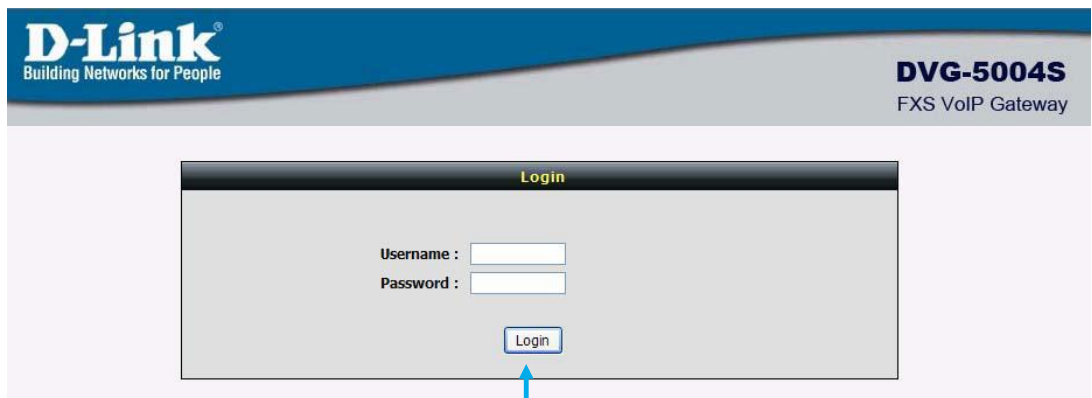 D-Link®
Building Networks for People
DVG-5004S
FXS VoIP Gateway
Login
Username :
Password :
Login